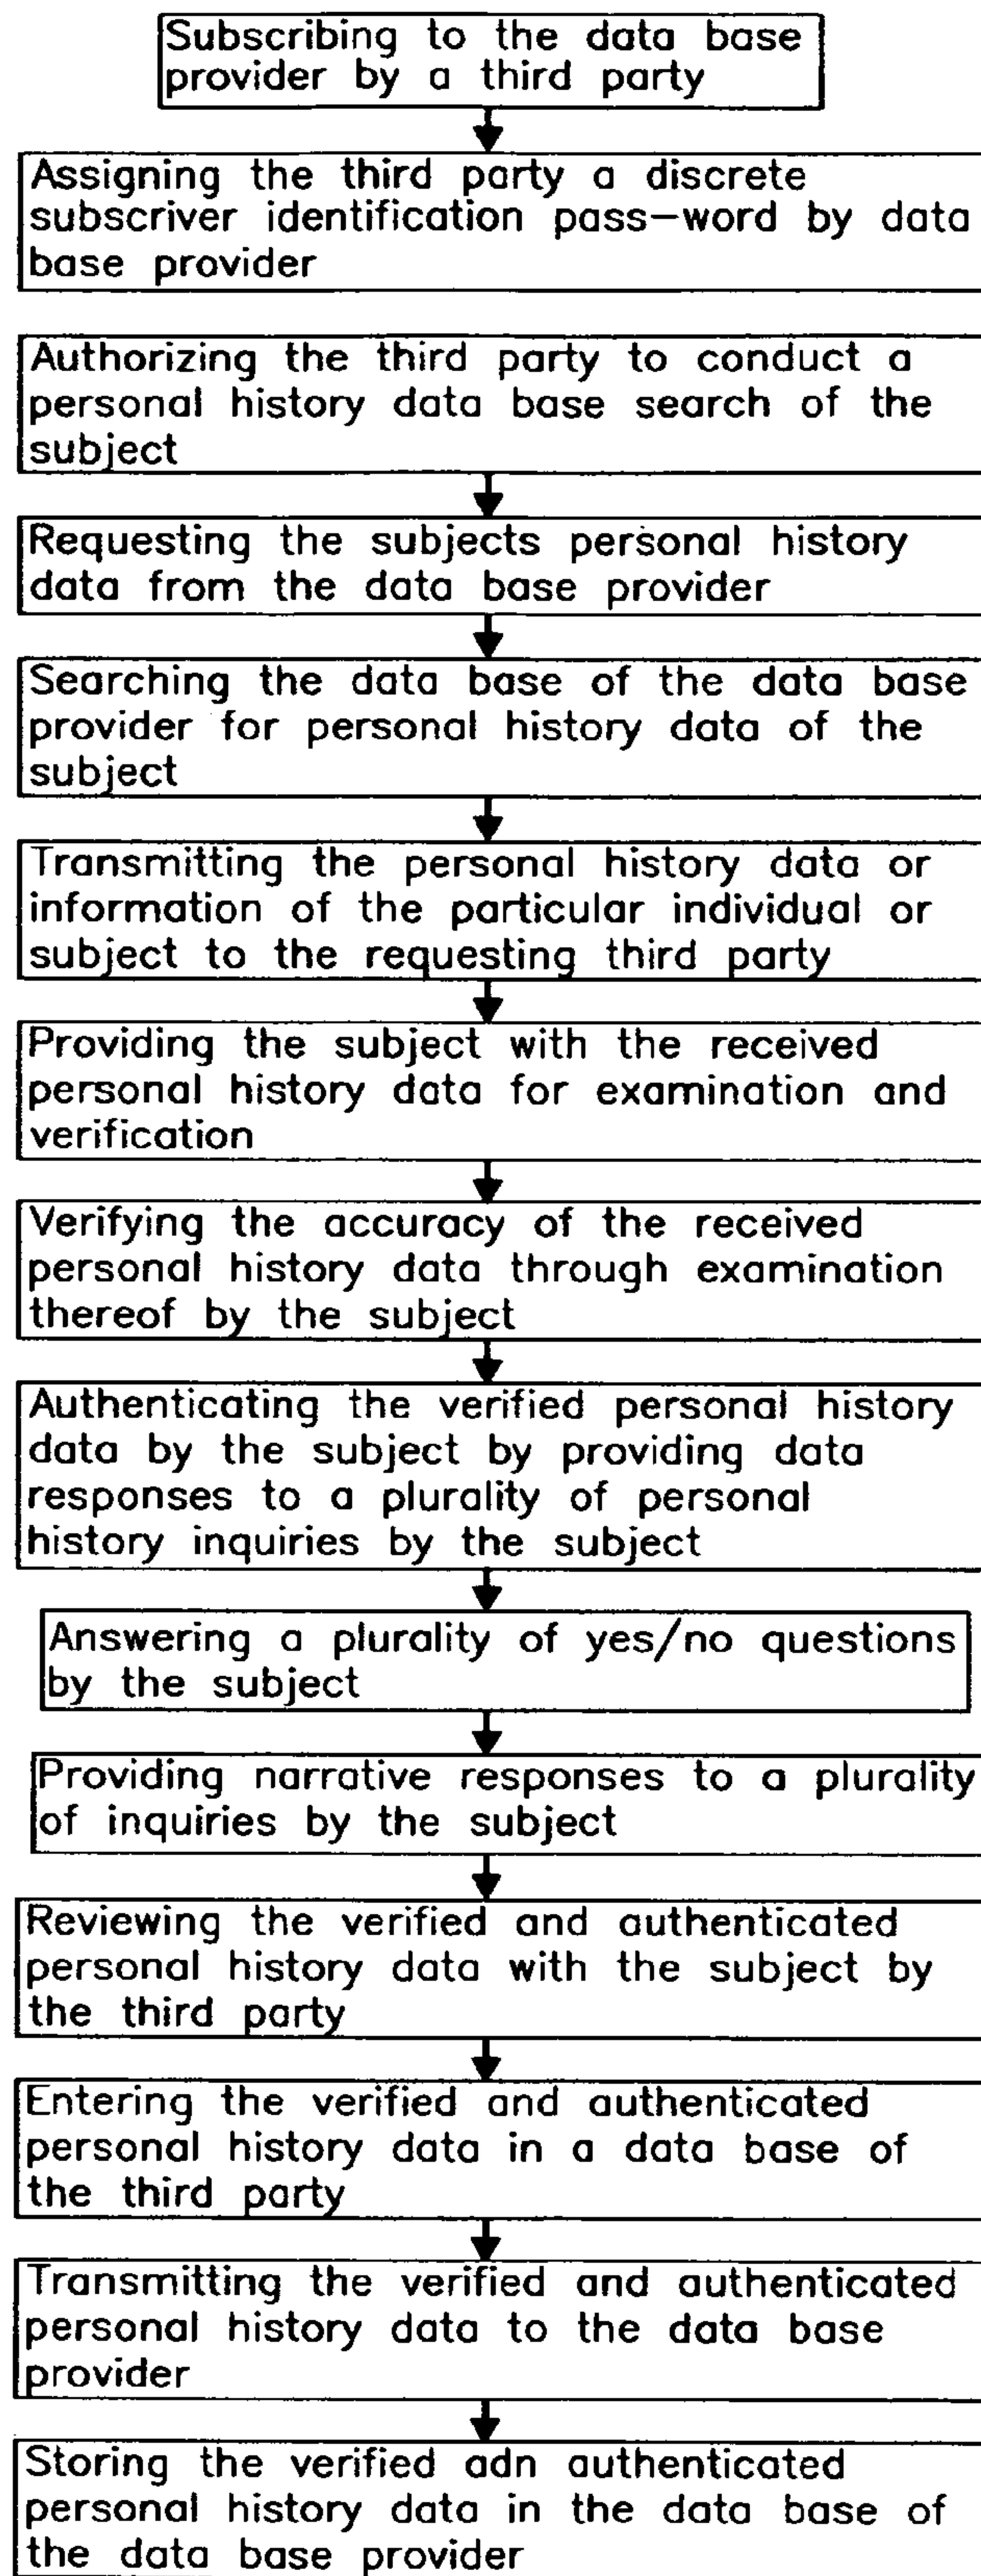 Subscribing to the data base
provider by a third party
Assigning the third party a discrete
subscriver identification pass-word by data
base provider
Authorizing the third party to conduct a
personal history data base search of the
subject
Requesting the subjects personal history
data from the data base provider
Searching the data base of the data base
provider for personal history data of the
subject
Transmitting the personal history data or
information of the particular individual or
subject to the requesting third party
Providing the subject with the received
personal history data for examination and
verification
Verifying the accuracy of the received
personal history data through examination
thereof by the subject
Authenticating the verified personal history
data by the subject by providing data
responses to a plurality of personal
history inquiries by the subject
Answering a plurality of yes/no questions
by the subject
Providing narrative responses to a plurality
of inquiries by the subject
Reviewing the verified and authenticated
personal history data with the subject by
the third party
Entering the verified and authenticated
personal history data in a data base of
the third party
Transmitting the verified and authenticated
personal history data to the data base
provider
Storing the verified adn authenticated
personal history data in the data base of
the data base provider